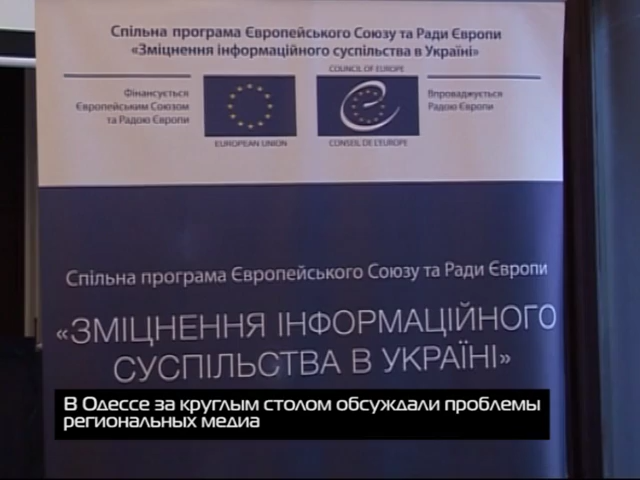 Спільна програма Європейського Союзу та Ради Європи
«Зміцнення інформаційного суспільства в Україні»
COUNCIL OF EUROPE
Фінансується
Європейським Союзом
та Радою Європи
Впроваджується
Радою Європи
EUROPEAN UNION
CONSEIL DE L'EUROPE
Спільна програма Європейського Союзу та Ради Європи
«ЗМІЦНЕННЯ ІНФОРМАЦІЙНОГО
СУСПІЛЬСТВА В УКРАЇНІ»
В Одессе за круглым столом обсуждали проблемы
региональных медиа